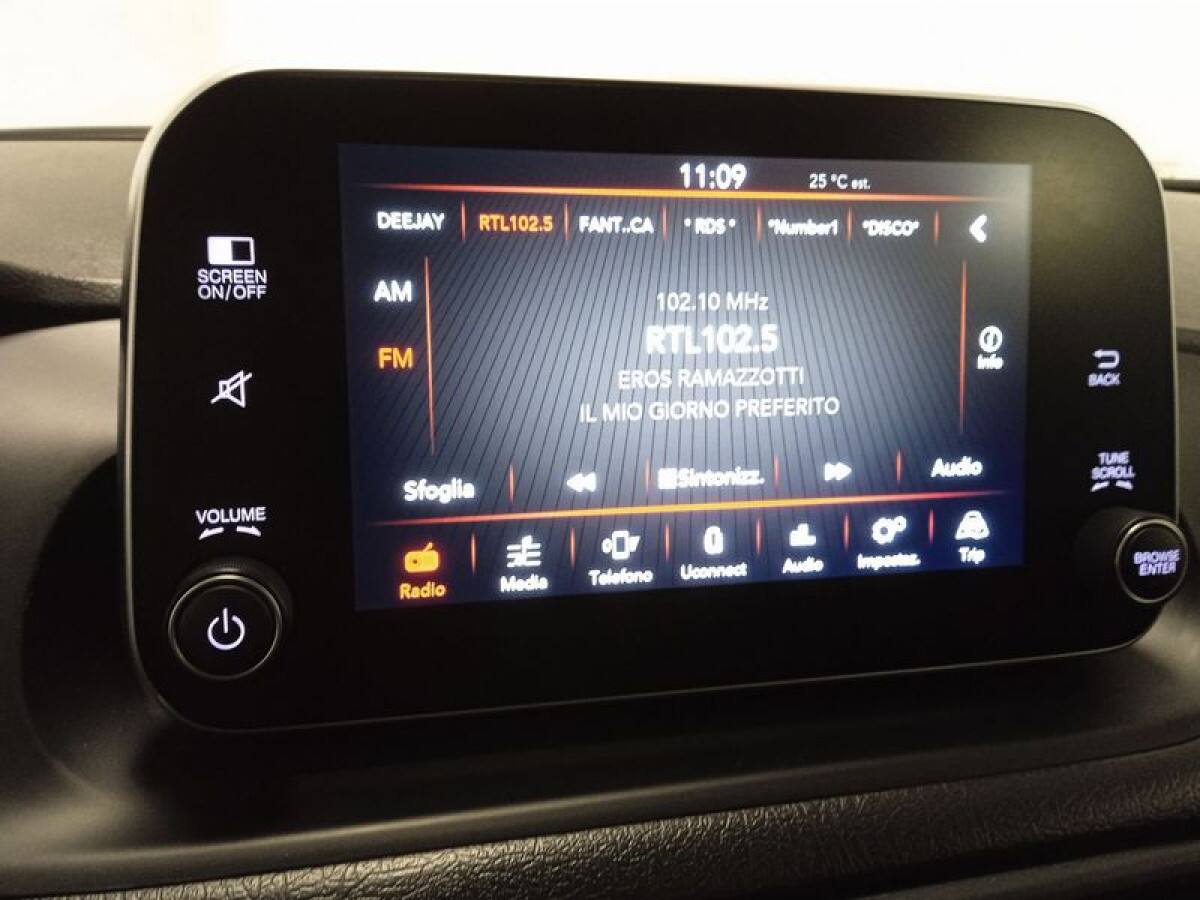 11:09 25 °C est.
DEEJAY RTL102.5 FANT..CA * RDS * *Number1 *DISCO*
SCREEN
ON/OFF
AM
102.10 MHz
RTL102.5
Info
FM
EROS RAMAZZOTTI
IL MIO GIORNO PREFERITO
BACK
TUNE
SCROLL
Sfoglia Sintonizz. Audio
VOLUME
Radio Media Telefono Uconnect Audio Impostaz. Trip
BROWSE
ENTER